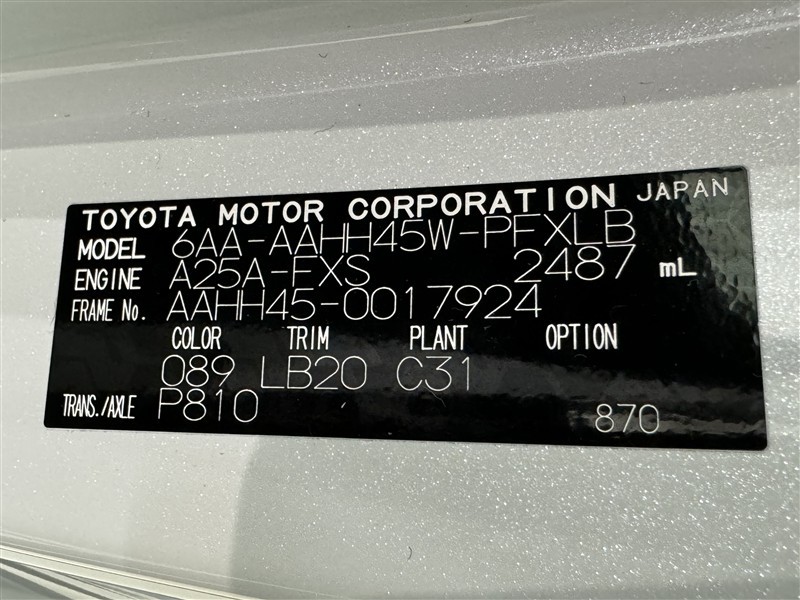 TOYOTA MOTOR CORPORATION JAPAN
MODEL 6AA-AAHH45W-PFXLB
ENGINE A25A-FXS 2487 mL
FRAME No. AAHH45-0017924
COLOR TRIM PLANT OPTION
089 LB20 C31
TRANS./AXLE P810 870